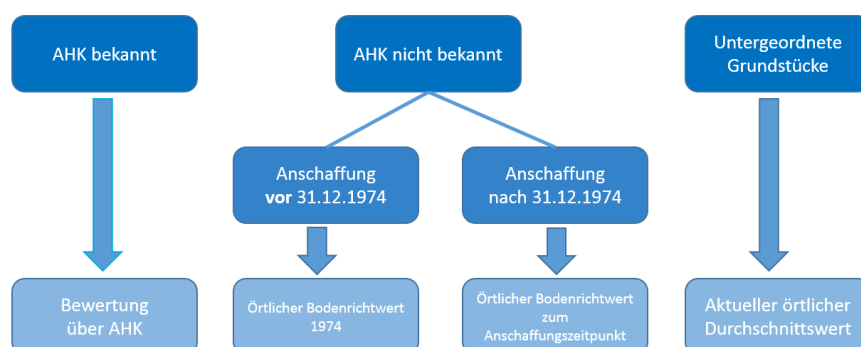 AHK bekannt
AHK nicht bekannt
Untergeordnete
Grundstücke
Anschaffung
vor 31.12.1974
Anschaffung
nach 31.12.1974
Bewertung
über AHK
Örtlicher Bodenrichtwert
1974
Örtlicher Bodenrichtwert
zum
Anschaffungszeitpunkt
Aktueller örtlicher
Durchschnittswert